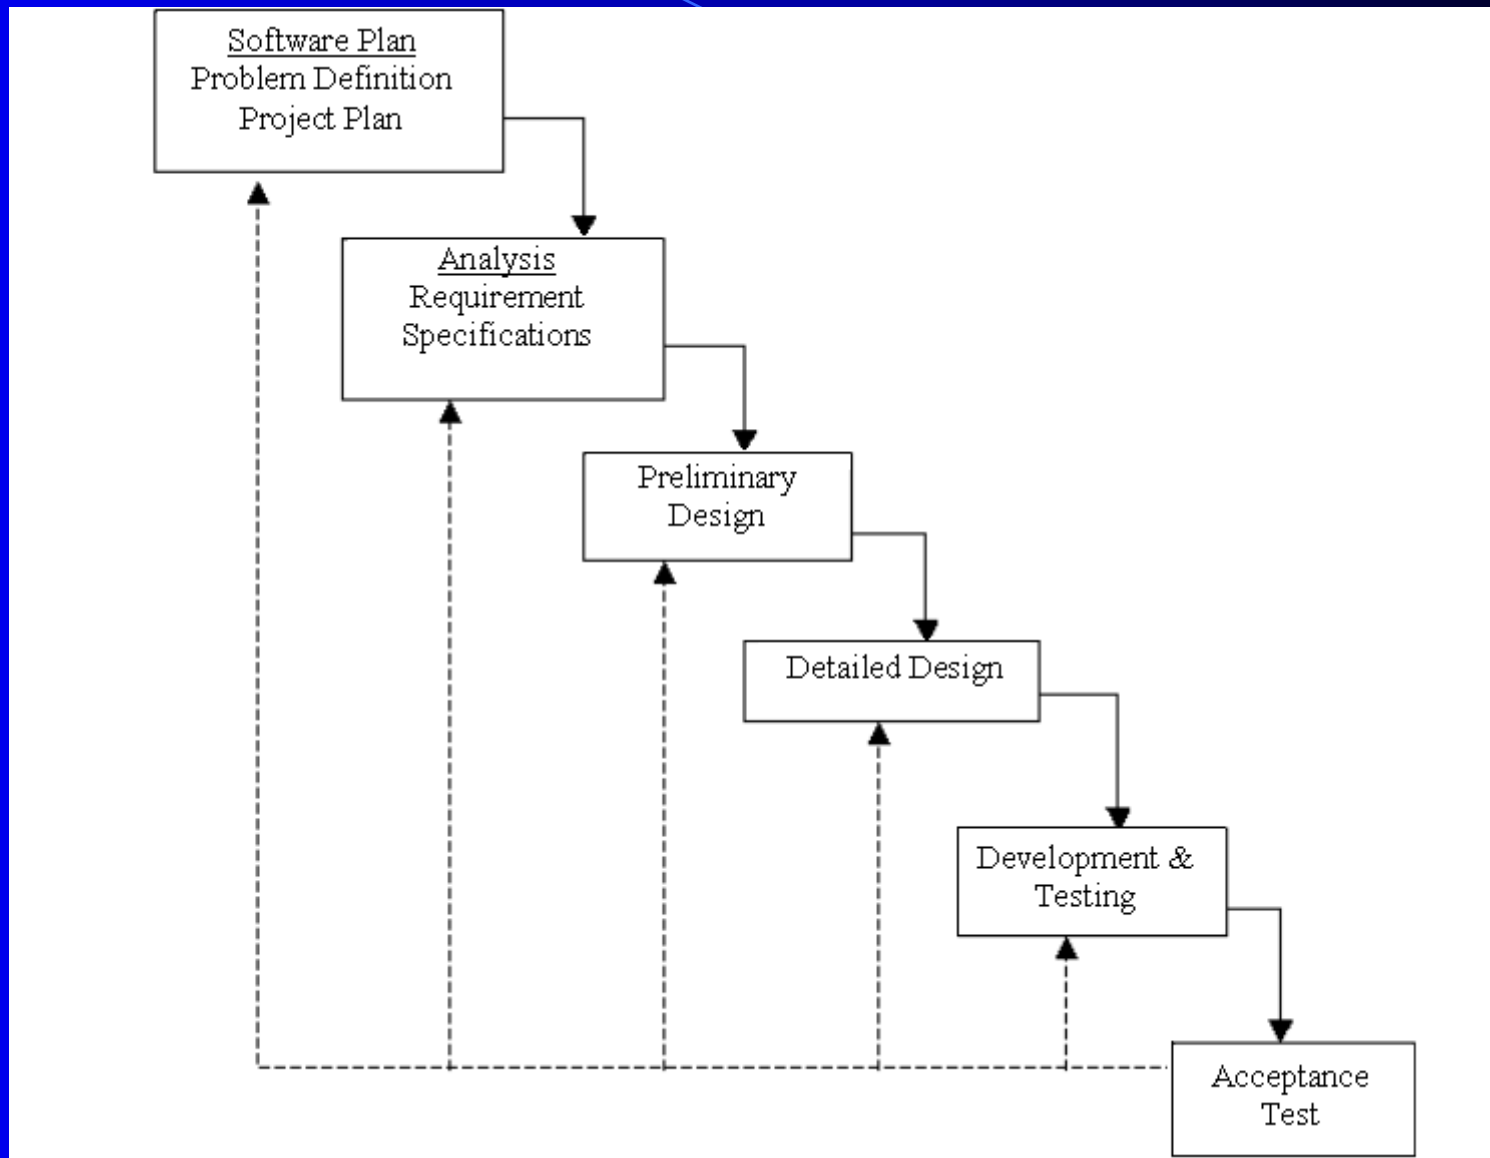 Software Plan
Problem Definition
Project Plan
Analysis
Requirement
Specifications
Preliminary
Design
Detailed Design
Development &
Testing
Acceptance
Test